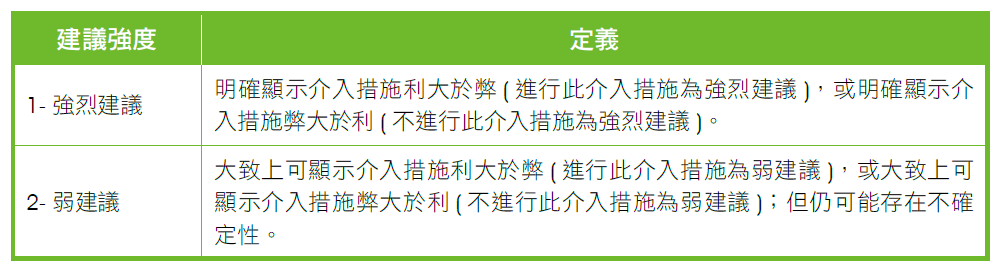 建議強度
定義
1- 強烈建議
明確顯示介入措施利大於弊 ( 進行此介入措施為強烈建議 )，或明確顯示介
入措施弊大於利 ( 不進行此介入措施為強烈建議 )。
2- 弱建議
大致上可顯示介入措施利大於弊 ( 進行此介入措施為弱建議 )，或大致上可
顯示介入措施弊大於利 ( 不進行此介入措施為弱建議 )；但仍可能存在不確
定性。